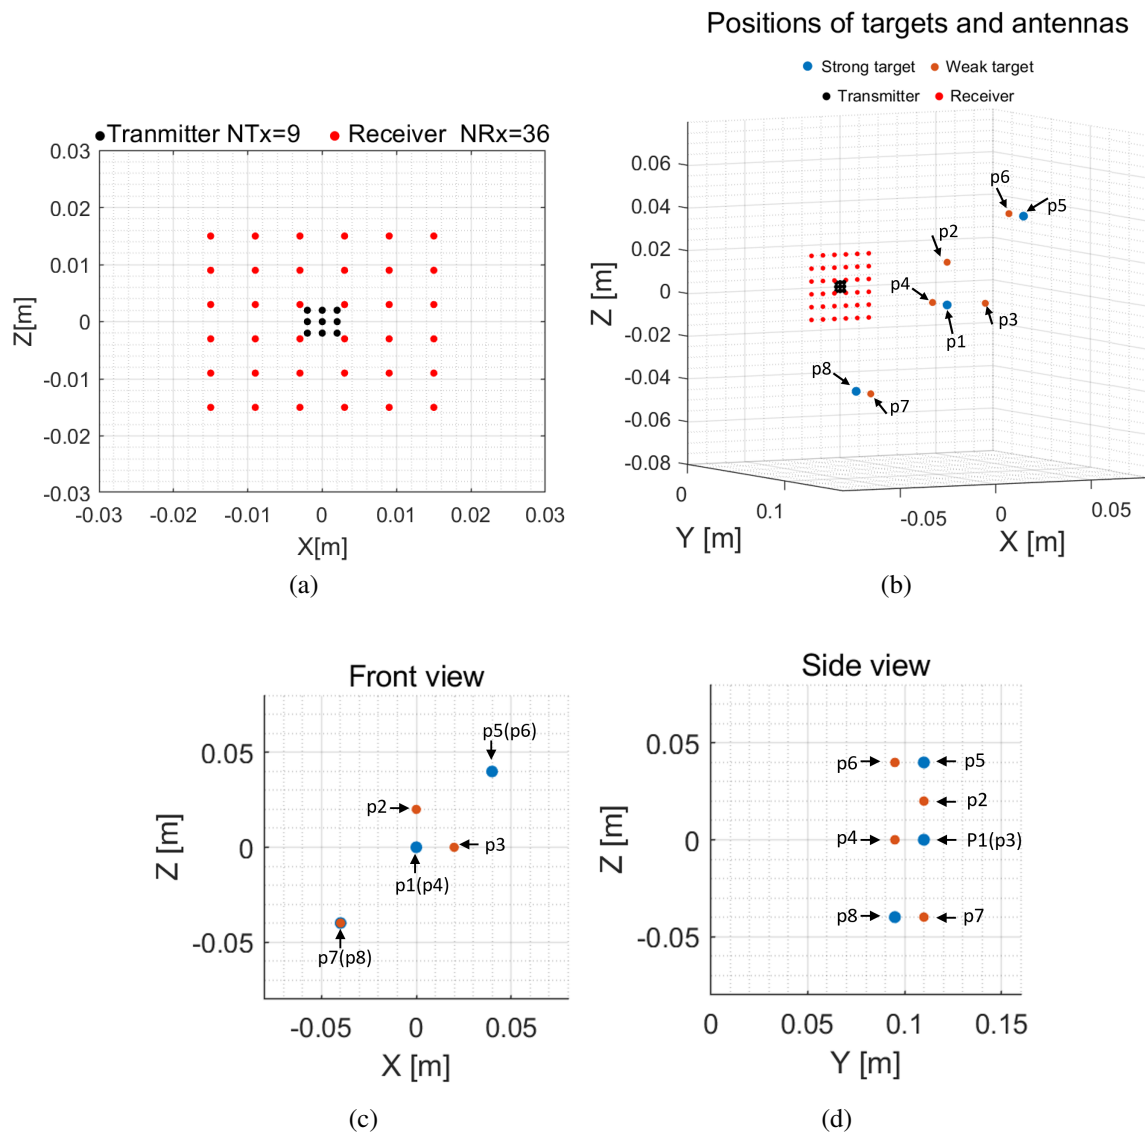 Tranmitter NTx=9 Receiver NRx=36
0.03
0.02
0.01
0
-0.01
-0.02
-0.03
Z[m]
-0.03 -0.02 -0.01 0 0.01 0.02 0.03
X[m]
(a)
Positions of targets and antennas
Strong target Weak target
Transmitter Receiver
0.06
0.04
0.02
0
-0.02
-0.04
-0.06
-0.08
Z [m]
p6
p5
p2
p4
p3
p1
p8
p7
0
0.1
Y [m]
-0.05
0
0.05
X [m]
(b)
Front view
p5(p6)
0.05
p2
0
p3
p1(p4)
-0.05
p7(p8)
Z [m]
-0.05 0 0.05
X [m]
(c)
Side view
0.05
p6 p5
p2
0
p4 P1(p3)
p8 p7
-0.05
Z [m]
0 0.05 0.1 0.15
Y [m]
(d)